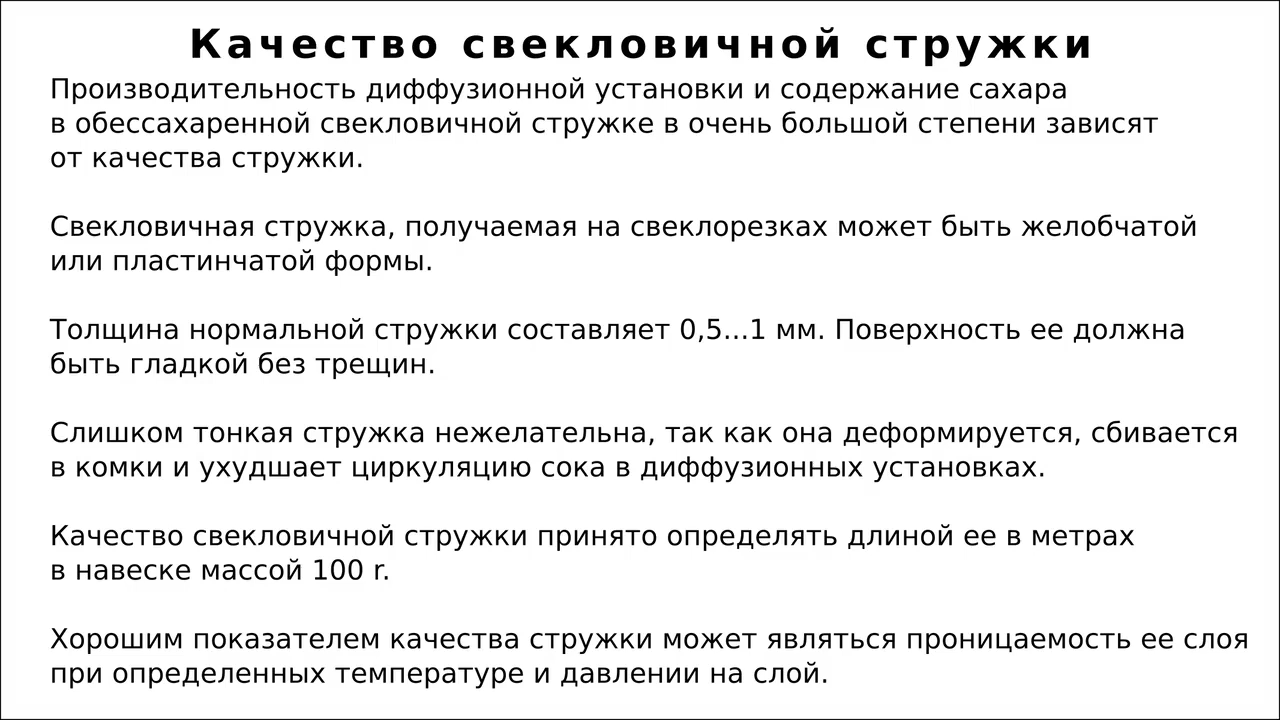 Качество свекловичной стружки
Производительность диффузионной установки и содержание сахара
в обессахаренной свекловичной стружке в очень большой степени зависят
от качества стружки.
Свекловичная стружка, получаемая на свеклорезках может быть желобчатой
или пластинчатой формы.
Толщина нормальной стружки составляет 0,5...1 мм. Поверхность ее должна
быть гладкой без трещин.
Слишком тонкая стружка нежелательна, так как она деформируется, сбивается
в комки и ухудшает циркуляцию сока в диффузионных установках.
Качество свекловичной стружки принято определять длиной ее в метрах
в навеске массой 100 г.
Хорошим показателем качества стружки может являться проницаемость ее слоя
при определенных температуре и давлении на слой.